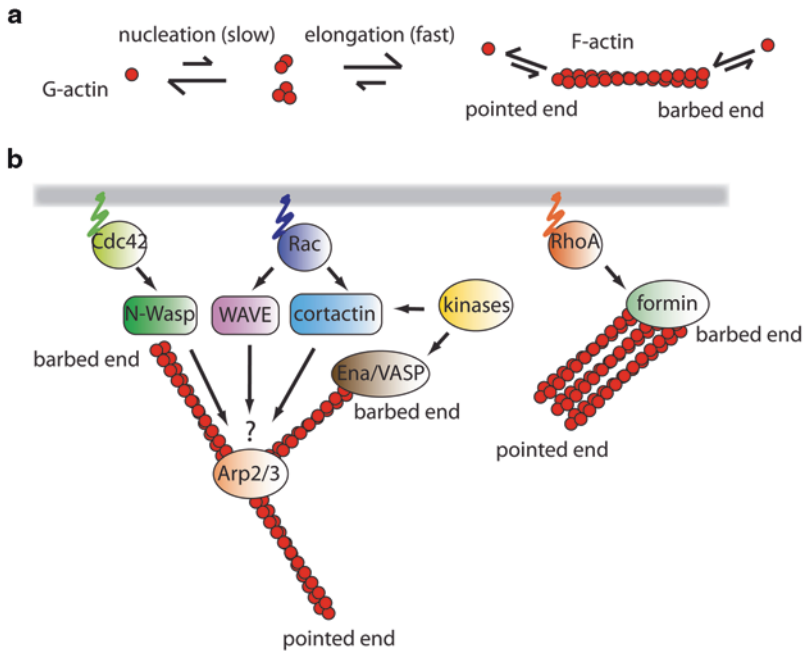 a
nucleation (slow) elongation (fast)
F-actin
G-actin
pointed end barbed end
b
Cdc42
Rac
RhoA
N-Wasp WAVE cortactin kinases
formin
barbed end
barbed end
Ena/VASP
barbed end
?
pointed end
Arp2/3
pointed end